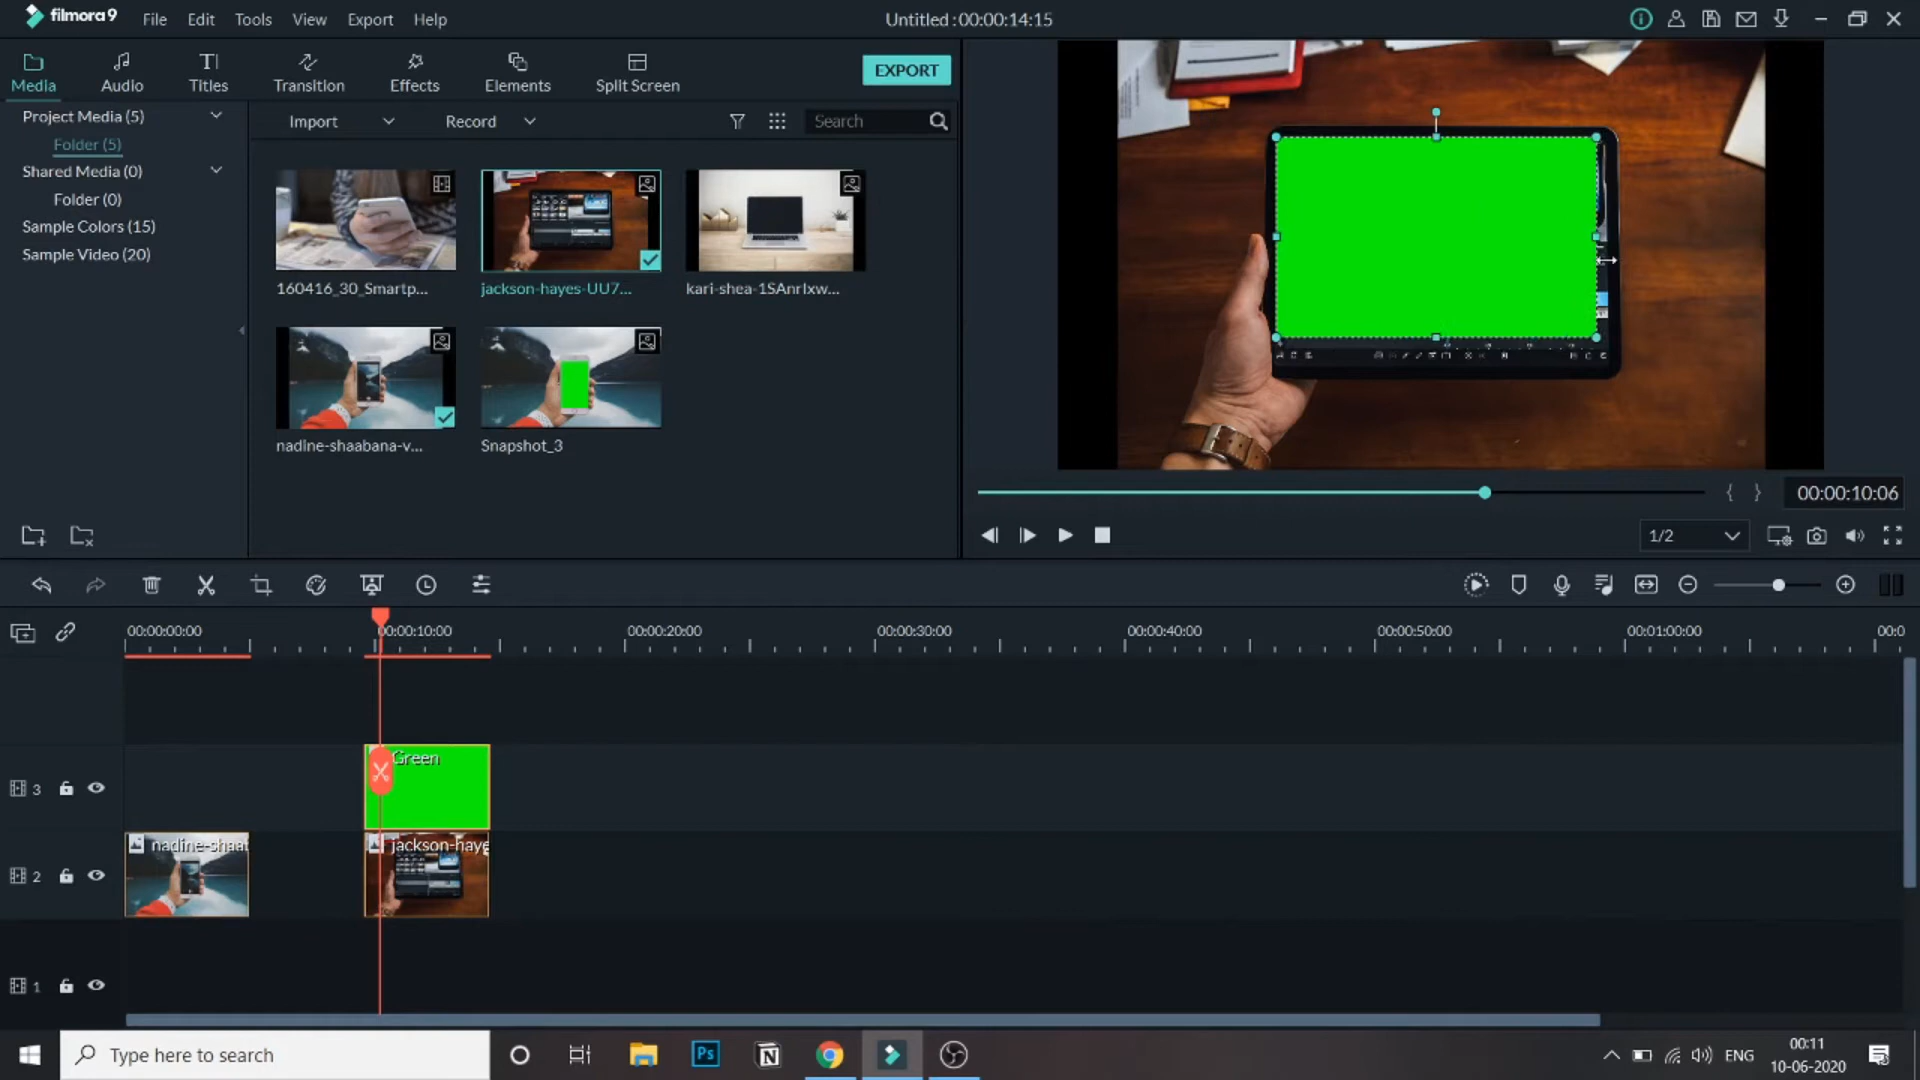 filmora9 File Edit Tools View Export Help Untitled : 00:00:14:15
Media Audio Titles Transition Effects Elements Split Screen EXPORT
Project Media (5)
Folder (5)
Shared Media (0)
Folder (0)
Sample Colors (15)
Sample Video (20)
Import Record Search
160416_30_Smartp...
jackson-hayes-UU7...
kari-shea-1SAnrIxw...
nadine-shaabana-v...
Snapshot_3
00:00:10:06
1/2
00:00:00:00 00:00:10:00 00:00:20:00 00:00:30:00 00:00:40:00 00:00:50:00 00:01:00:00 00:0
Green
3
nadine-shaa
jackson-haye
2
1
Type here to search
Ps
N
ENG
00:11
10-06-2020